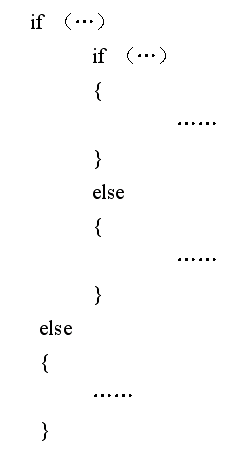 if （…）
if （…）
{
……
}
else
{
……
}
else
{
……
}